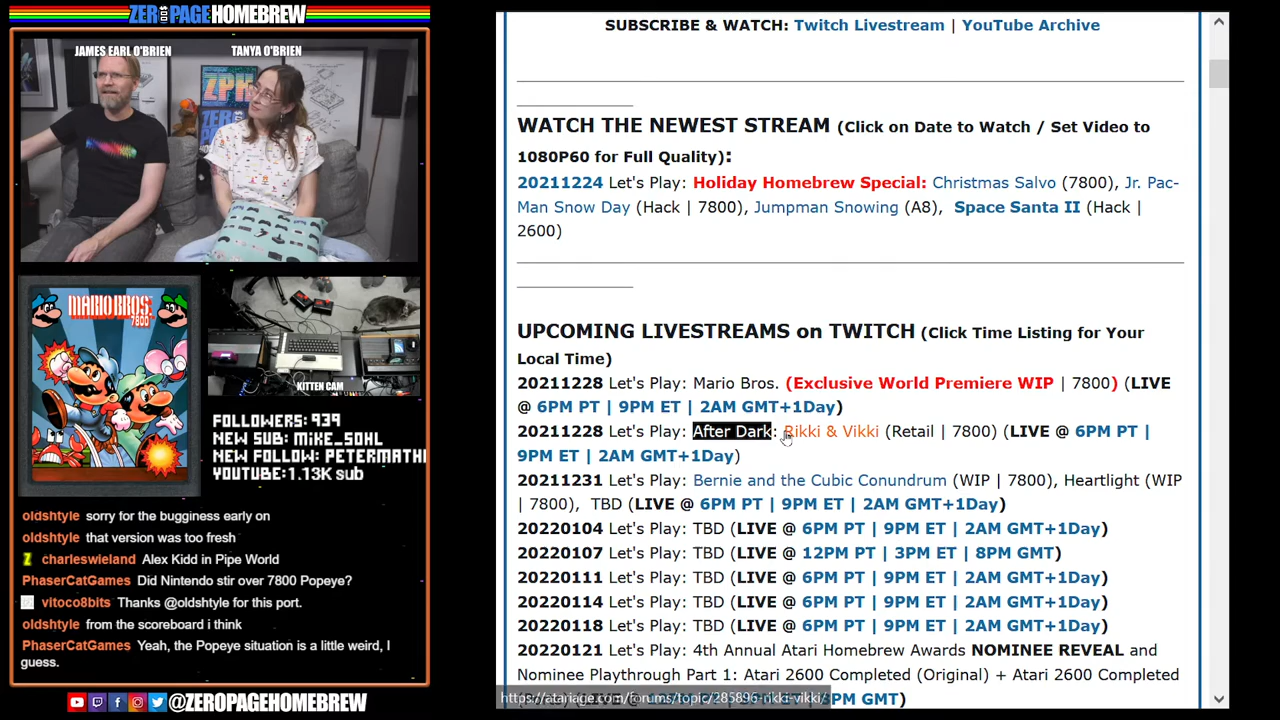 ZERO PAGE HOMEBREW
JAMES EARL O'BRIEN
TANYA O'BRIEN
ZPH
MARIO BROS.
7800
KITTEN CAM
FOLLOWERS: 939
NEW SUB: MIKE_SOHL
NEW FOLLOW: PETERMATH
YOUTUBE: 1.13K sub
oldshtyle sorry for the bugginess early on
oldshtyle that version was too fresh
charleswieland Alex Kidd in Pipe World
PhaserCatGames Did Nintendo stir over 7800 Popeye?
vitoco8bits Thanks @oldshtyle for this port.
oldshtyle from the scoreboard i think
PhaserCatGames Yeah, the Popeye situation is a little weird, I
guess.
@ZEROPAGEHOMEBREW
SUBSCRIBE & WATCH: Twitch Livestream | YouTube Archive
WATCH THE NEWEST STREAM (Click on Date to Watch / Set Video to
1080P60 for Full Quality):
20211224 Let's Play: Holiday Homebrew Special: Christmas Salvo (7800), Jr. Pac-
Man Snow Day (Hack | 7800), Jumpman Snowing (A8), Space Santa II (Hack |
2600)
UPCOMING LIVESTREAMS on TWITCH (Click Time Listing for Your
Local Time)
20211228 Let's Play: Mario Bros. (Exclusive World Premiere WIP | 7800) (LIVE
@ 6PM PT | 9PM ET | 2AM GMT+1Day)
20211228 Let's Play: After Dark: Rikki & Vikki (Retail | 7800) (LIVE @ 6PM PT |
9PM ET | 2AM GMT+1Day)
20211231 Let's Play: Bernie and the Cubic Conundrum (WIP | 7800), Heartlight (WIP
| 7800), TBD (LIVE @ 6PM PT | 9PM ET | 2AM GMT+1Day)
20220104 Let's Play: TBD (LIVE @ 6PM PT | 9PM ET | 2AM GMT+1Day)
20220107 Let's Play: TBD (LIVE @ 12PM PT | 3PM ET | 8PM GMT)
20220111 Let's Play: TBD (LIVE @ 6PM PT | 9PM ET | 2AM GMT+1Day)
20220114 Let's Play: TBD (LIVE @ 6PM PT | 9PM ET | 2AM GMT+1Day)
20220118 Let's Play: TBD (LIVE @ 6PM PT | 9PM ET | 2AM GMT+1Day)
20220121 Let's Play: 4th Annual Atari Homebrew Awards NOMINEE REVEAL and
Nominee Playthrough Part 1: Atari 2600 Completed (Original) + Atari 2600 Completed
https://atariage.com/forums/topic/285896-rikki-vikki/ 8PM GMT)